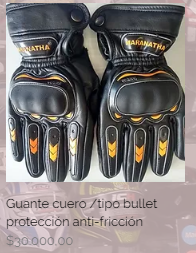 MARANATHA
MARANATHA
Guante cuero /tipo bullet
protección anti-fricción
$30.000.00